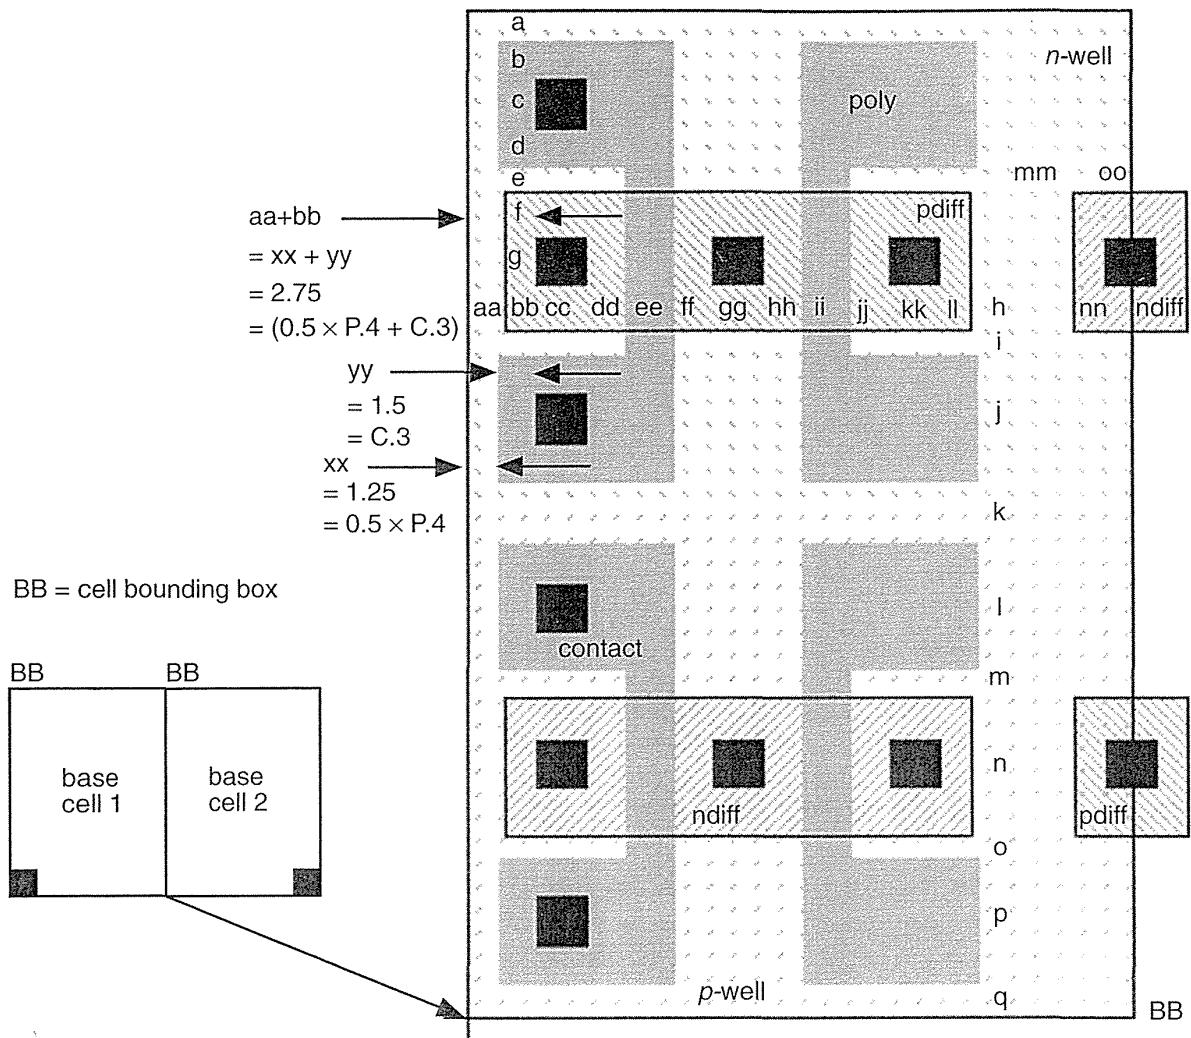 a
b
n-well
c
poly
d
e
mm
oo
aa+bb
f
pdiff
= xx + yy
g
= 2.75
aa bb cc dd ee ff gg hh ii jj kk ll h nn ndiff
= (0.5 × P.4 + C.3)
i
yy
= 1.5
j
= C.3
xx
= 1.25
= 0.5 × P.4
k
BB = cell bounding box
l
contact
BB
BB
m
base
cell 1
base
cell 2
n
ndiff
pdiff
o
p
p-well
q
BB